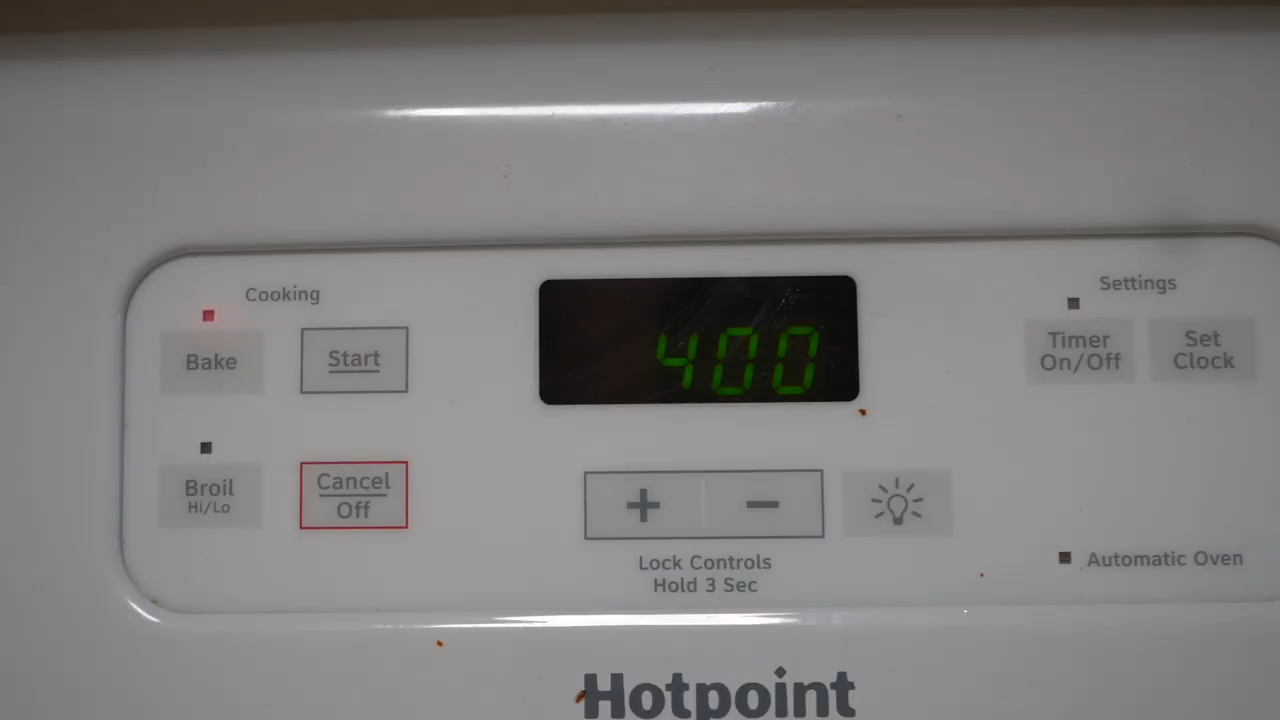 Cooking
Bake
Start
Broil
Hi/Lo
Cancel
Off
400
+ −
Lock Controls
Hold 3 Sec
Settings
Timer
On/Off
Set
Clock
Automatic Oven
Hotpoint